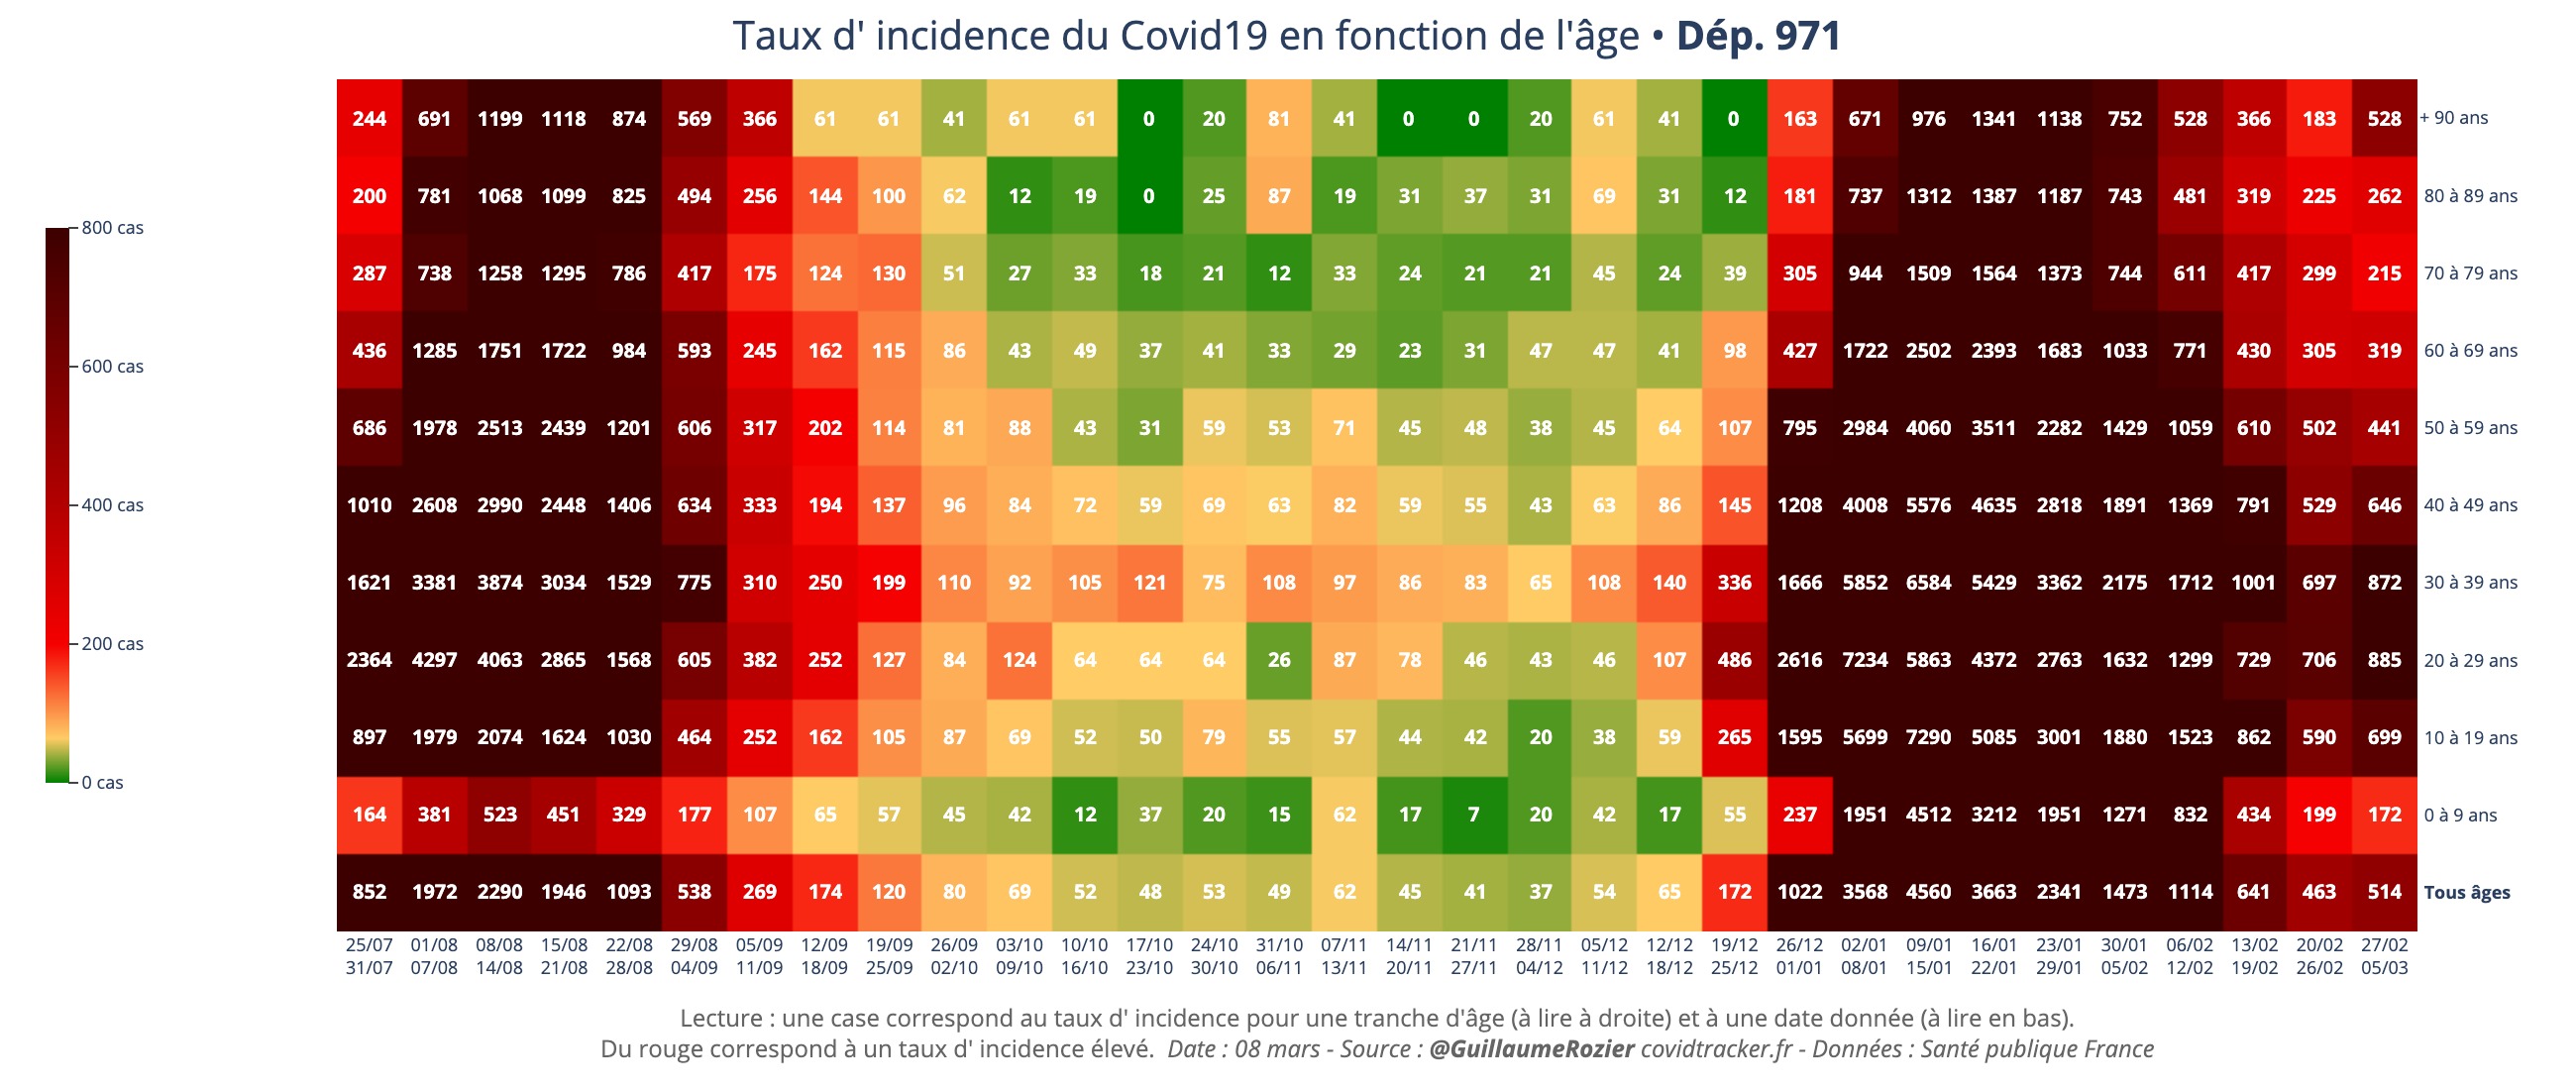 Taux d' incidence du Covid19 en fonction de l'âge • Dép. 971
800 cas
600 cas
400 cas
200 cas
0 cas
244 691 1199 1118 874 569 366 61 61 41 61 61 0 20 81 41 0 0 20 61 41 0 163 671 976 1341 1138 752 528 366 183 528 + 90 ans
200 781 1068 1099 825 494 256 144 100 62 12 19 0 25 87 19 31 37 31 69 31 12 181 737 1312 1387 1187 743 481 319 225 262 80 à 89 ans
287 738 1258 1295 786 417 175 124 130 51 27 33 18 21 12 33 24 21 21 45 24 39 305 944 1509 1564 1373 744 611 417 299 215 70 à 79 ans
436 1285 1751 1722 984 593 245 162 115 86 43 49 37 41 33 29 23 31 47 47 41 98 427 1722 2502 2393 1683 1033 771 430 305 319 60 à 69 ans
686 1978 2513 2439 1201 606 317 202 114 81 88 43 31 59 53 71 45 48 38 45 64 107 795 2984 4060 3511 2282 1429 1059 610 502 441 50 à 59 ans
1010 2608 2990 2448 1406 634 333 194 137 96 84 72 59 69 63 82 59 55 43 63 86 145 1208 4008 5576 4635 2818 1891 1369 791 529 646 40 à 49 ans
1621 3381 3874 3034 1529 775 310 250 199 110 92 105 121 75 108 97 86 83 65 108 140 336 1666 5852 6584 5429 3362 2175 1712 1001 697 872 30 à 39 ans
2364 4297 4063 2865 1568 605 382 252 127 84 124 64 64 64 26 87 78 46 43 46 107 486 2616 7234 5863 4372 2763 1632 1299 729 706 885 20 à 29 ans
897 1979 2074 1624 1030 464 252 162 105 87 69 52 50 79 55 57 44 42 20 38 59 265 1595 5699 7290 5085 3001 1880 1523 862 590 699 10 à 19 ans
164 381 523 451 329 177 107 65 57 45 42 12 37 20 15 62 17 7 20 42 17 55 237 1951 4512 3212 1951 1271 832 434 199 172 0 à 9 ans
852 1972 2290 1946 1093 538 269 174 120 80 69 52 48 53 49 62 45 41 37 54 65 172 1022 3568 4560 3663 2341 1473 1114 641 463 514 Tous âges
25/07 01/08 08/08 15/08 22/08 29/08 05/09 12/09 19/09 26/09 03/10 10/10 17/10 24/10 31/10 07/11 14/11 21/11 28/11 05/12 12/12 19/12 26/12 02/01 09/01 16/01 23/01 30/01 06/02 13/02 20/02 27/02
31/07 07/08 14/08 21/08 28/08 04/09 11/09 18/09 25/09 02/10 09/10 16/10 23/10 30/10 06/11 13/11 20/11 27/11 04/12 11/12 18/12 25/12 01/01 08/01 15/01 22/01 29/01 05/02 12/02 19/02 26/02 05/03
Lecture : une case correspond au taux d' incidence pour une tranche d'âge (à lire à droite) et à une date donnée (à lire en bas).
Du rouge correspond à un taux d' incidence élevé. Date : 08 mars - Source : @GuillaumeRozier covidtracker.fr - Données : Santé publique France